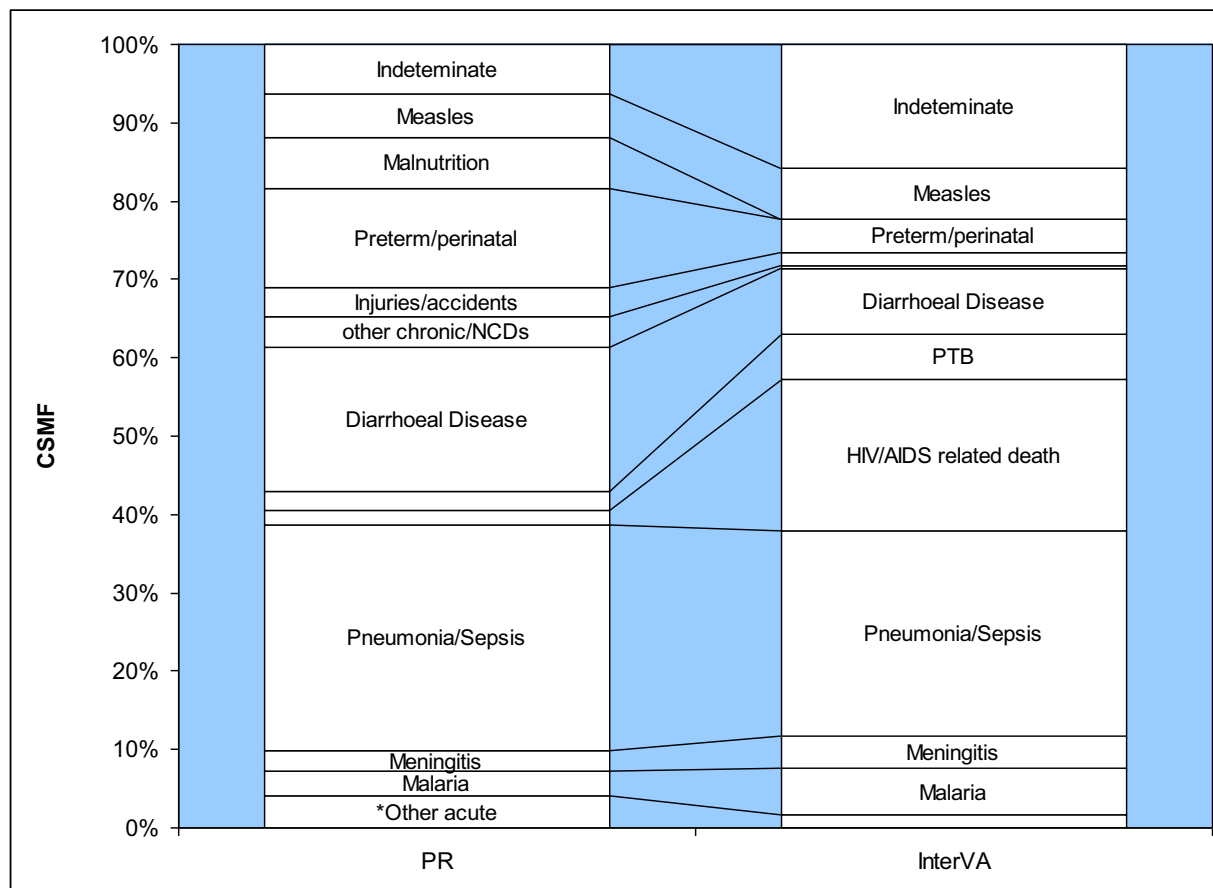 100%
90%
80%
70%
60%
50%
40%
30%
20%
10%
0%
CSMF
Indeteminate
Measles
Malnutrition
Preterm/perinatal
Injuries/accidents
other chronic/NCDs
Diarrhoeal Disease
Pneumonia/Sepsis
Meningitis
Malaria
*Other acute
Indeteminate
Measles
Preterm/perinatal
Diarrhoeal Disease
PTB
HIV/AIDS related death
Pneumonia/Sepsis
Meningitis
Malaria
PR
InterVA